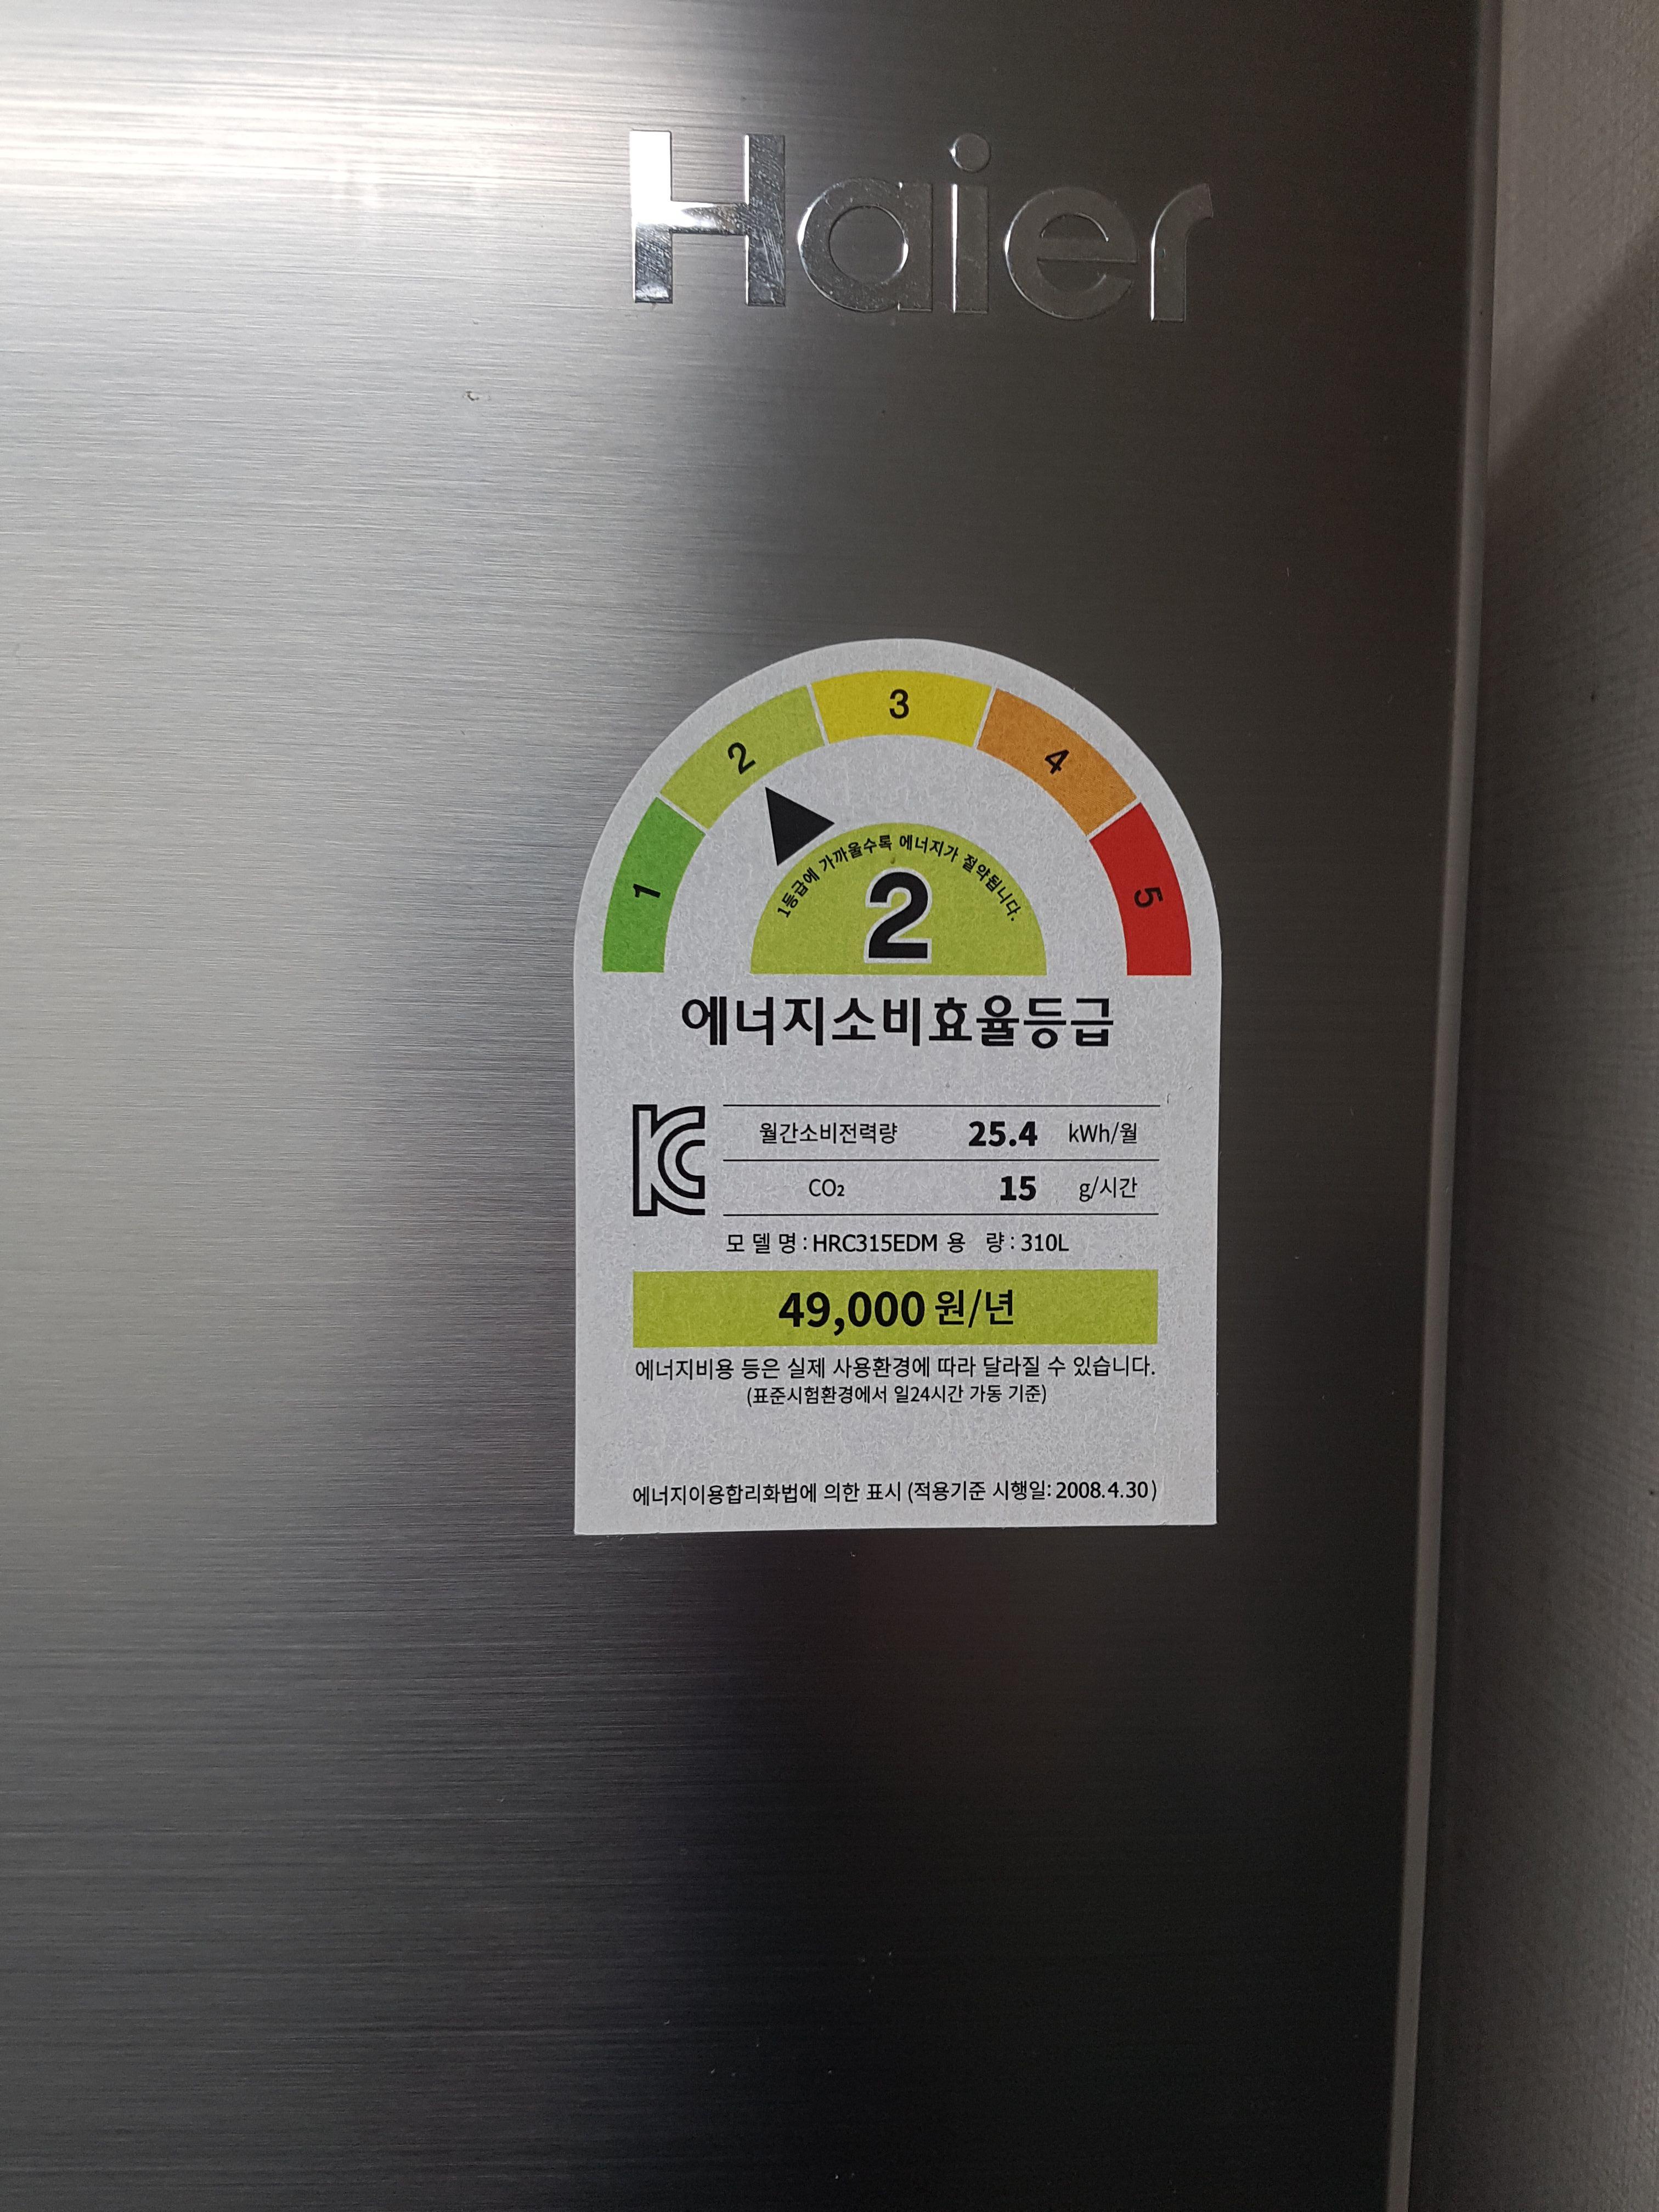 Haier
1 2 3 4 5
1등급에 가까울수록 에너지가 절약됩니다.
2
에너지소비효율등급
월간소비전력량 25.4 kWh/월
CO₂ 15 g/시간
모 델 명 : HRC315EDM 용 량 : 310L
49,000 원/년
에너지비용 등은 실제 사용환경에 따라 달라질 수 있습니다.
(표준시험환경에서 일24시간 가동 기준)
에너지이용합리화법에 의한 표시 (적용기준 시행일: 2008.4.30)